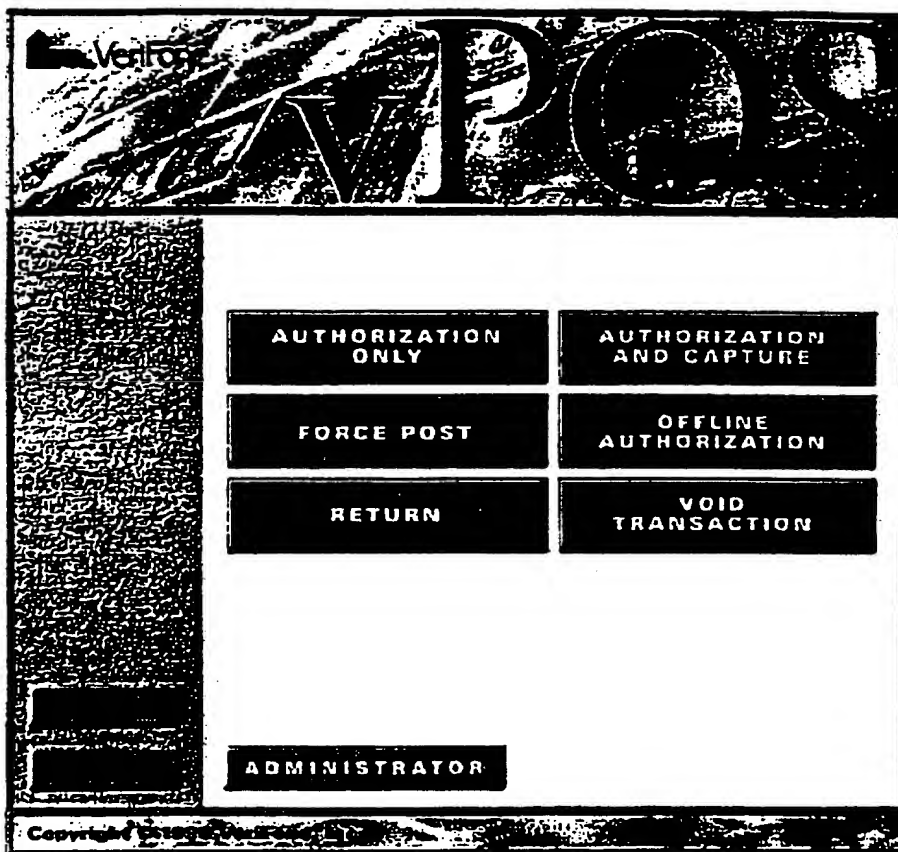 VeriFone
vPOS
AUTHORIZATION
ONLY
AUTHORIZATION
AND CAPTURE
FORCE POST
OFFLINE
AUTHORIZATION
RETURN
VOID
TRANSACTION
ADMINISTRATOR
Copyright